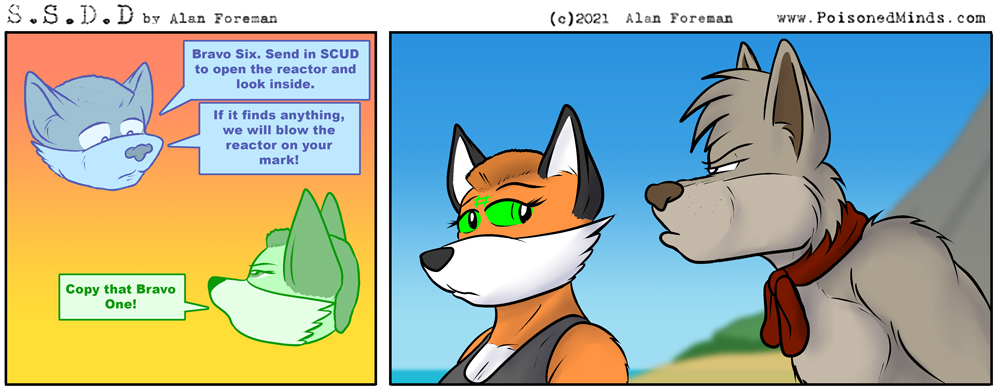 S.S.D.D by Alan Foreman (c)2021 Alan Foreman www.PoisonedMinds.com
Bravo Six. Send in SCUD
to open the reactor and
look inside.
If it finds anything,
we will blow the
reactor on your
mark!
Copy that Bravo
One!